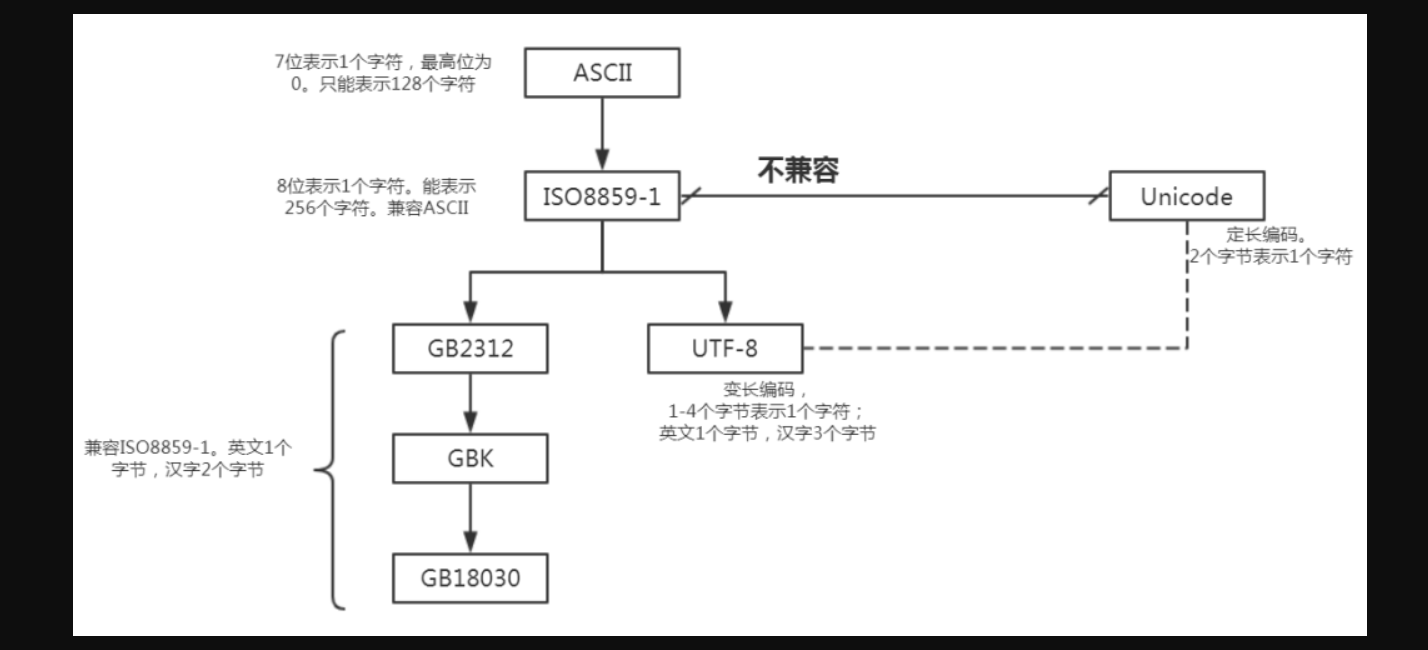 7位表示1个字符，最高位为
0。只能表示128个字符
ASCII
不兼容
8位表示1个字符。能表示
256个字符。兼容ASCII
ISO8859-1
Unicode
定长编码。
2个字节表示1个字符
GB2312
UTF-8
变长编码，
1-4个字节表示1个字符；
英文1个字节，汉字3个字节
兼容ISO8859-1。英文1个
字节，汉字2个字节
GBK
GB18030